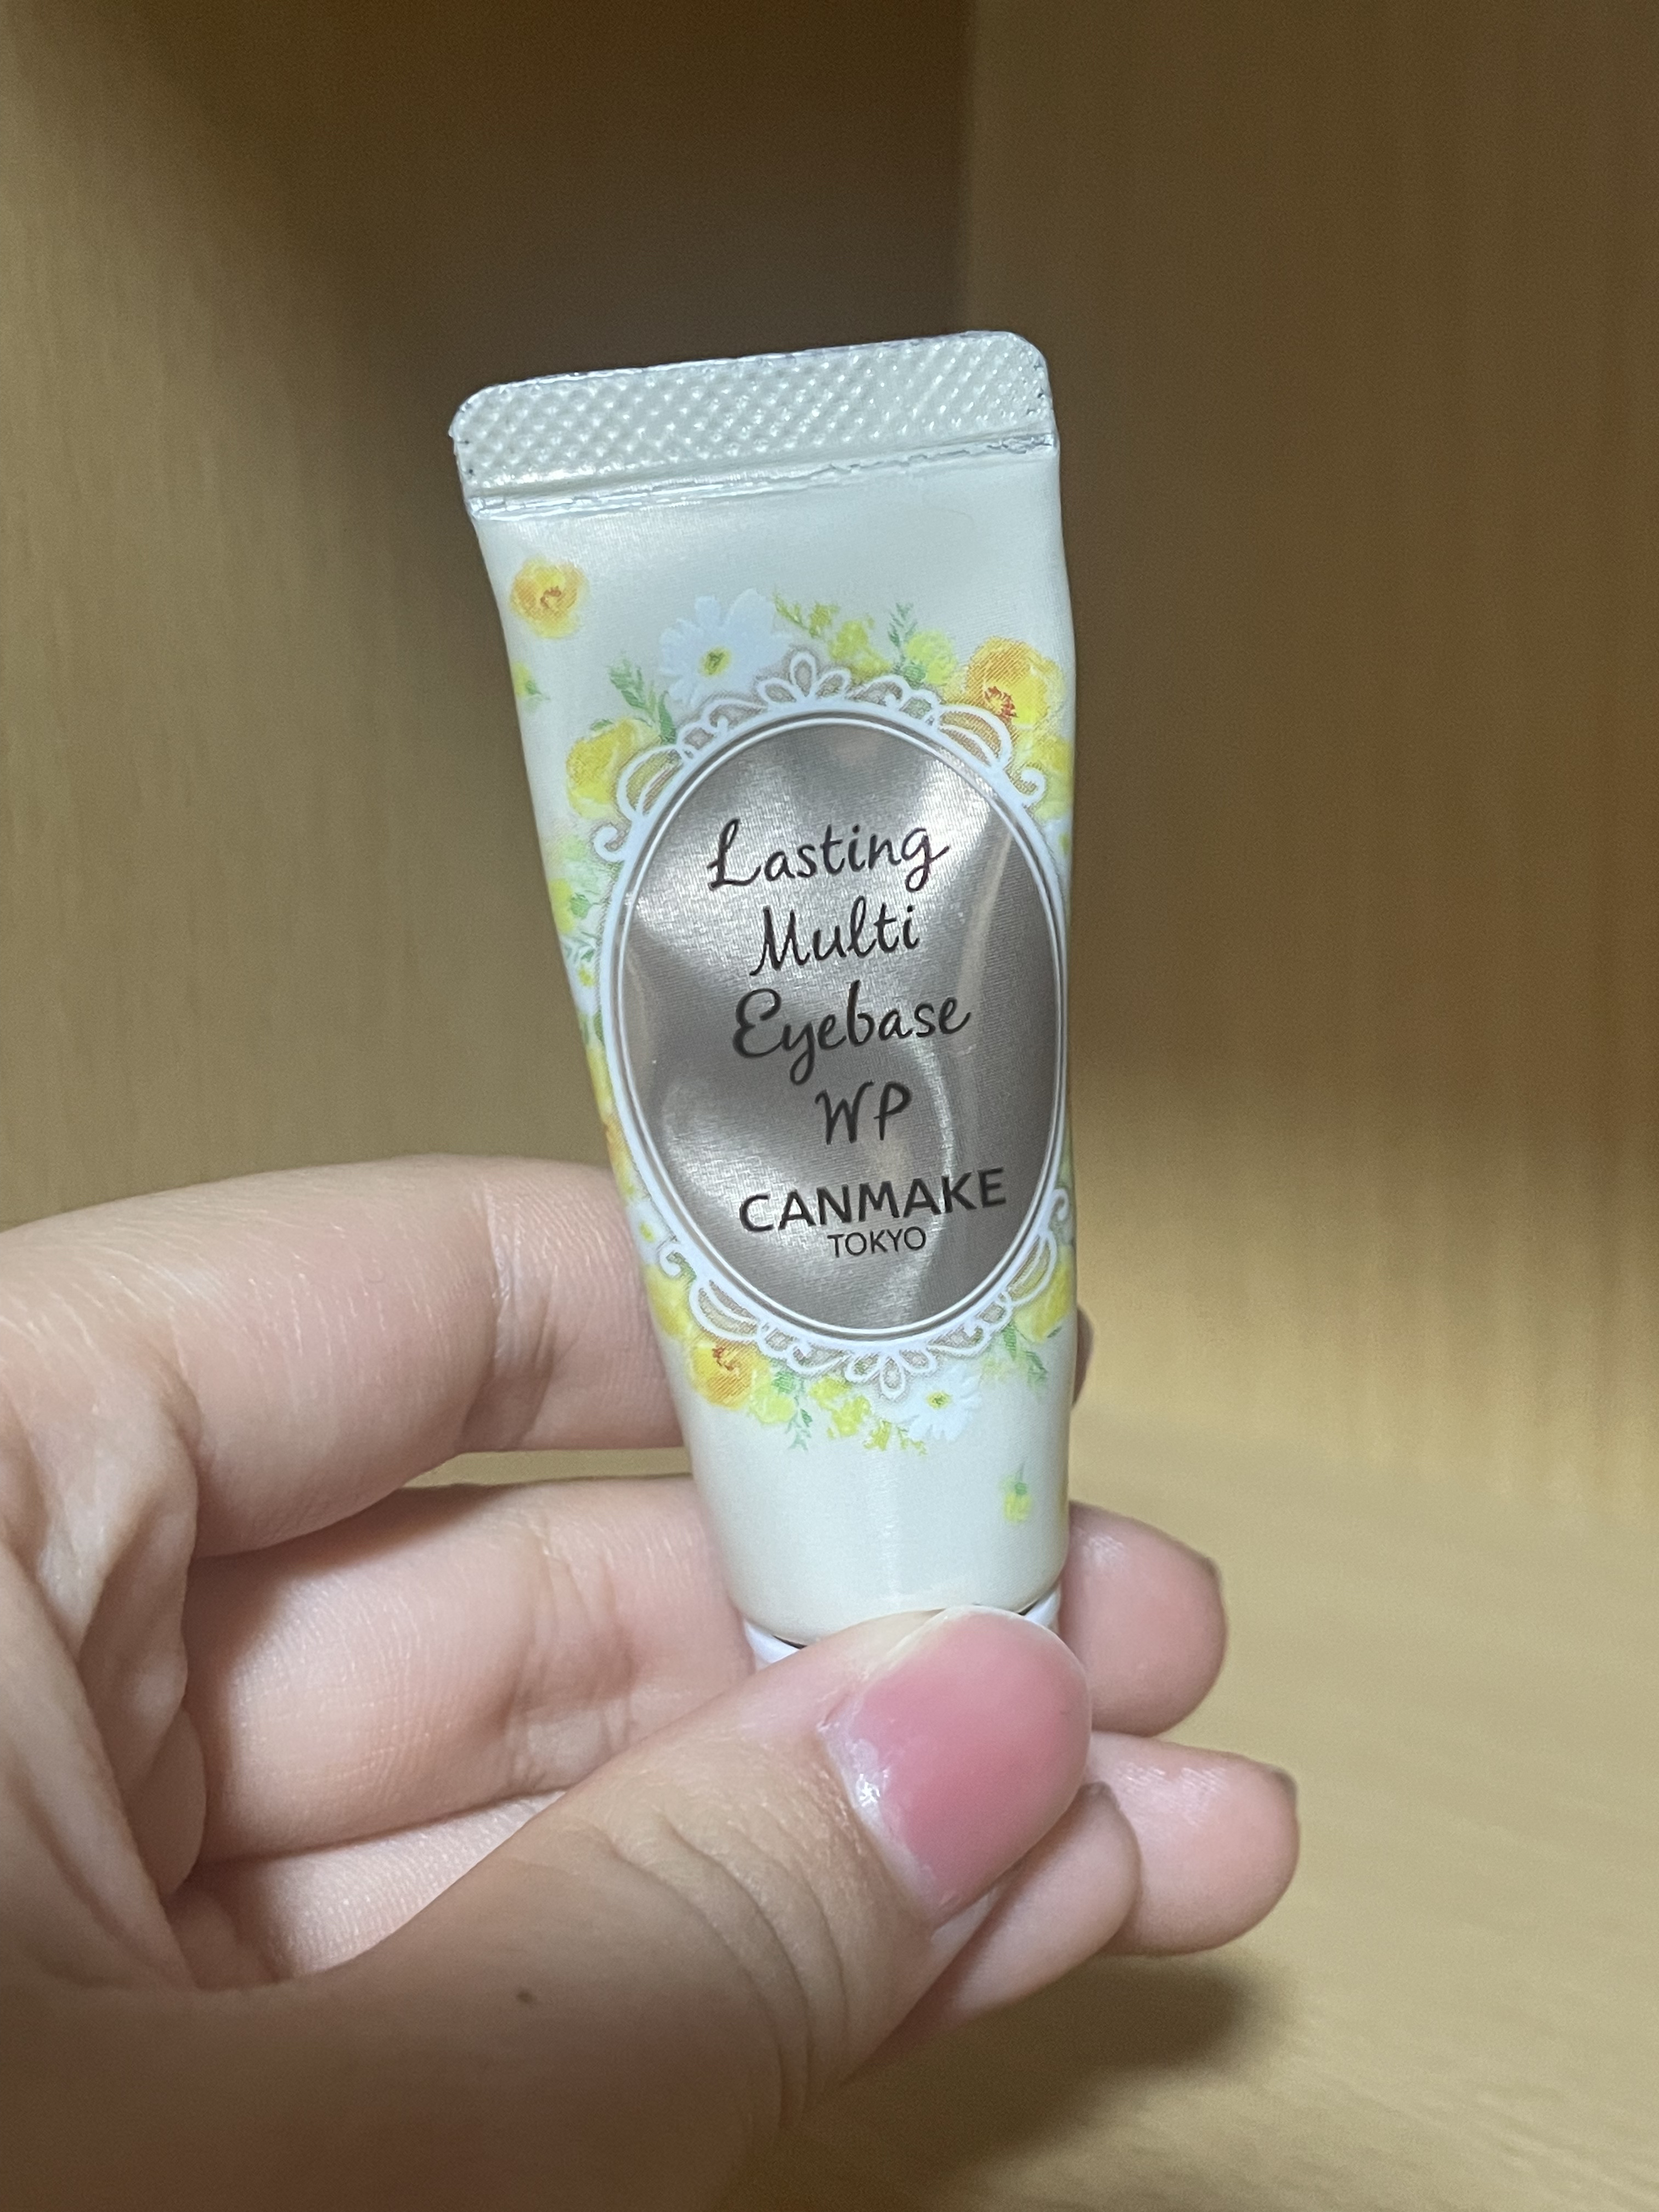 Lasting
Multi
Eyebase
WP
CANMAKE
TOKYO